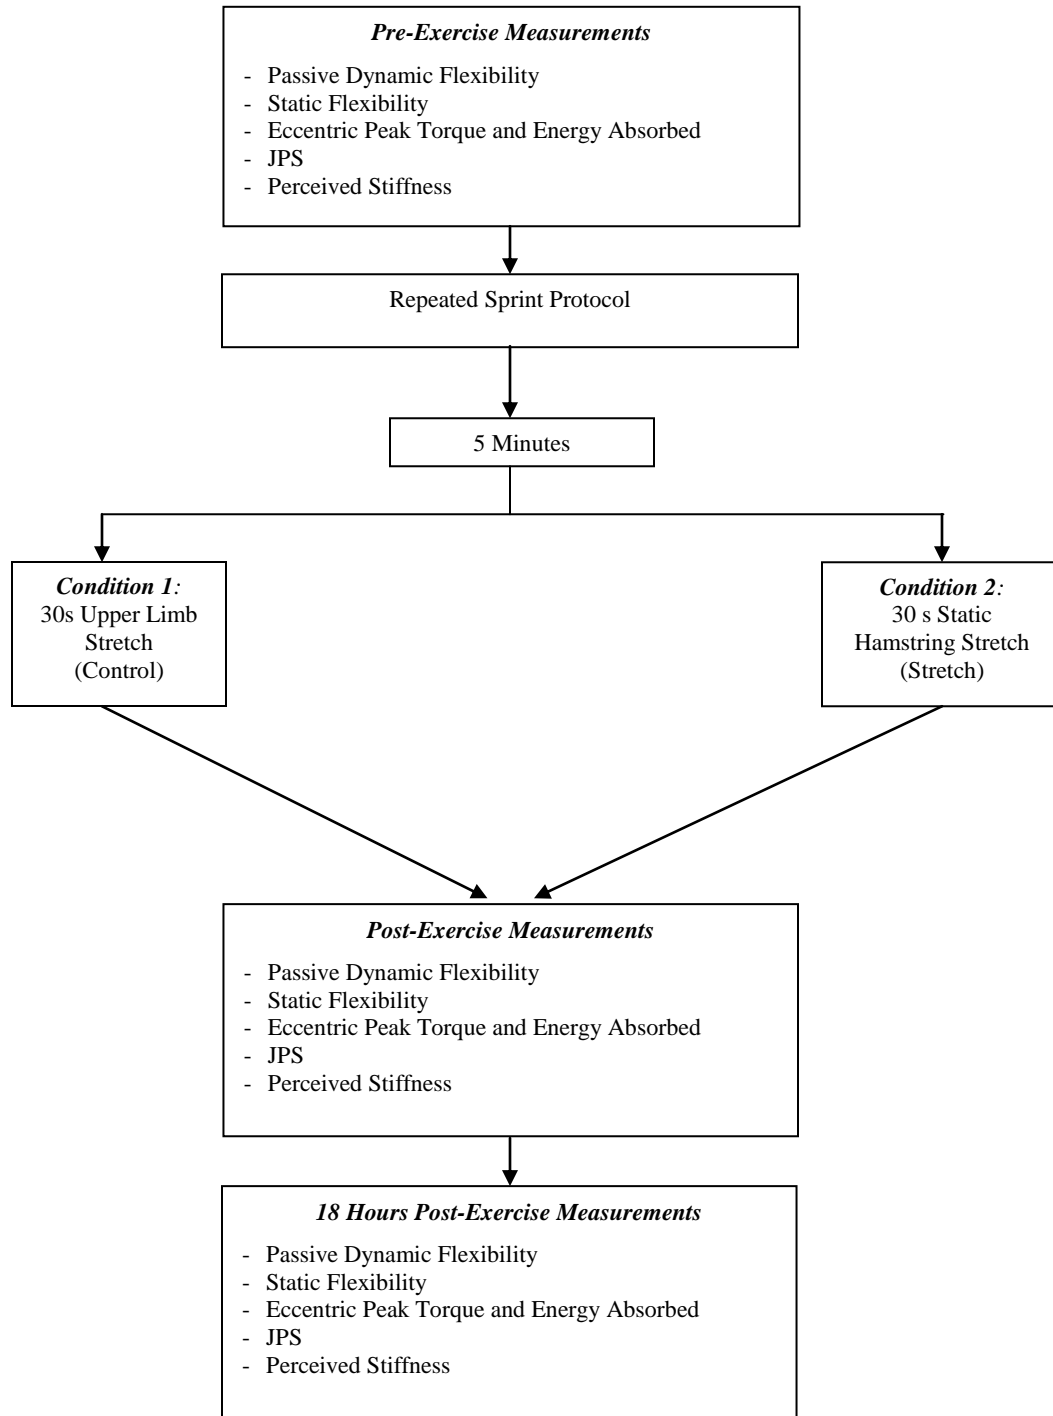 Pre-Exercise Measurements
- Passive Dynamic Flexibility
- Static Flexibility
- Eccentric Peak Torque and Energy Absorbed
- JPS
- Perceived Stiffness
Repeated Sprint Protocol
5 Minutes
Condition 1:
30s Upper Limb
Stretch
(Control)
Condition 2:
30 s Static
Hamstring Stretch
(Stretch)
Post-Exercise Measurements
- Passive Dynamic Flexibility
- Static Flexibility
- Eccentric Peak Torque and Energy Absorbed
- JPS
- Perceived Stiffness
18 Hours Post-Exercise Measurements
- Passive Dynamic Flexibility
- Static Flexibility
- Eccentric Peak Torque and Energy Absorbed
- JPS
- Perceived Stiffness